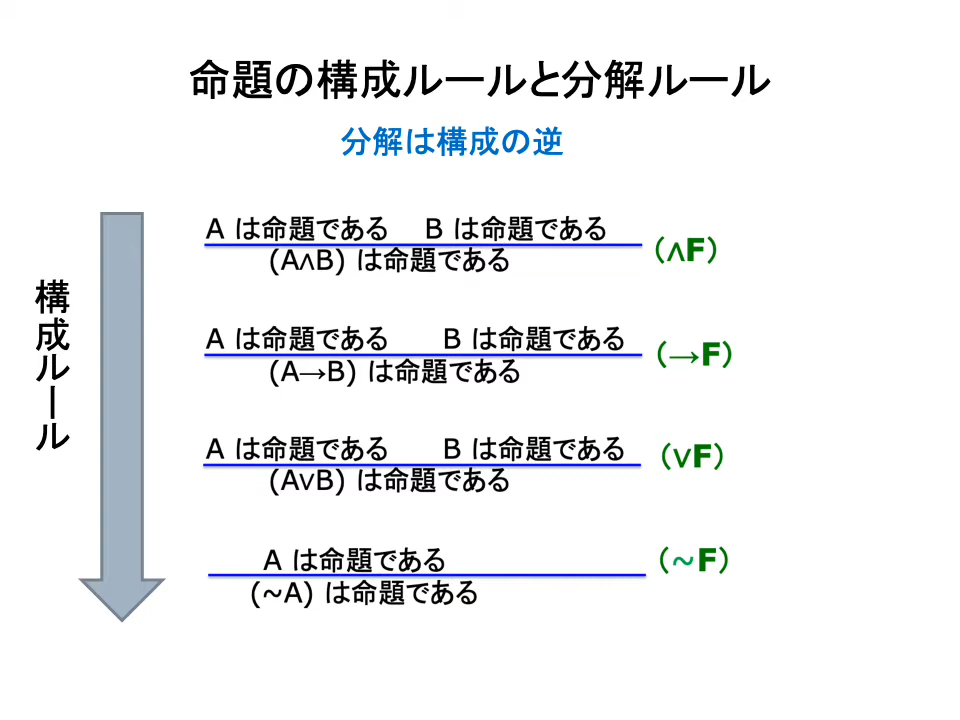 命題の構成ルールと分解ルール
分解は構成の逆
構成ルール
A は命題である B は命題である
(A∧B) は命題である
(∧F)
A は命題である B は命題である
(A→B) は命題である
(→F)
A は命題である B は命題である
(A∨B) は命題である
(∨F)
A は命題である
(~A) は命題である
(~F)